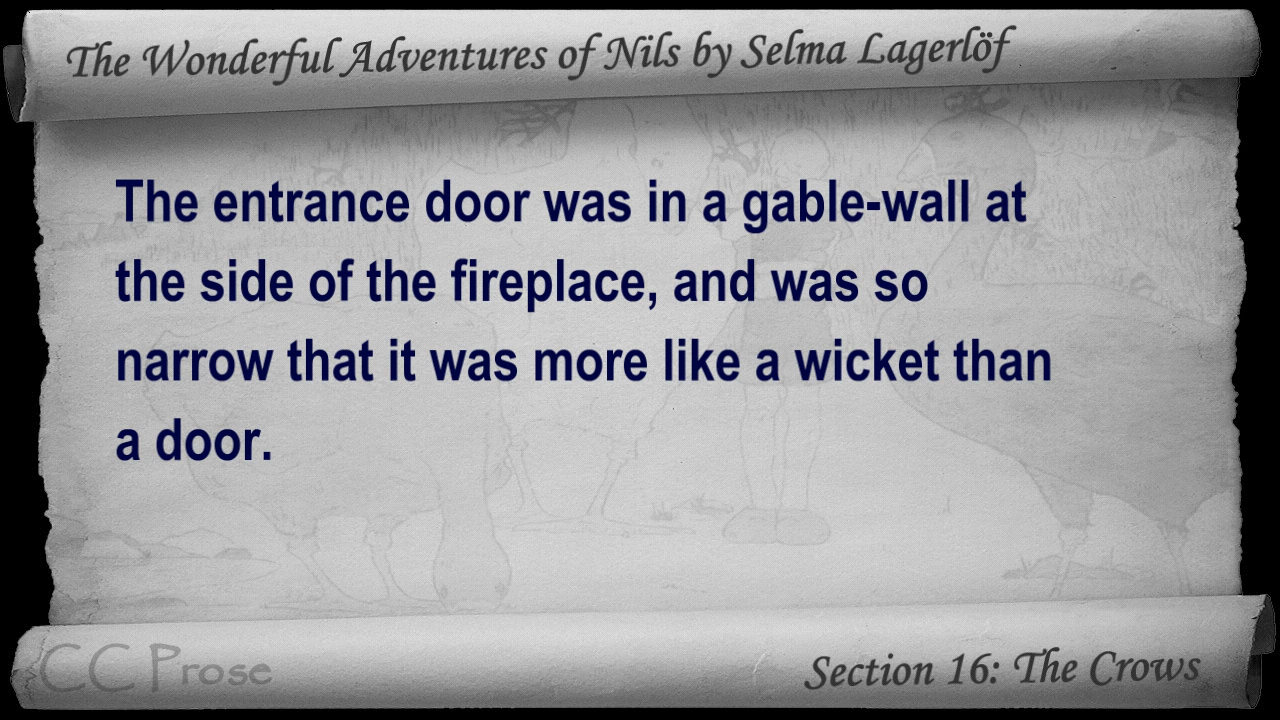 The Wonderful Adventures of Nils by Selma Lagerlöf
The entrance door was in a gable-wall at
the side of the fireplace, and was so
narrow that it was more like a wicket than
a door.
CC Prose
Section 16: The Crows